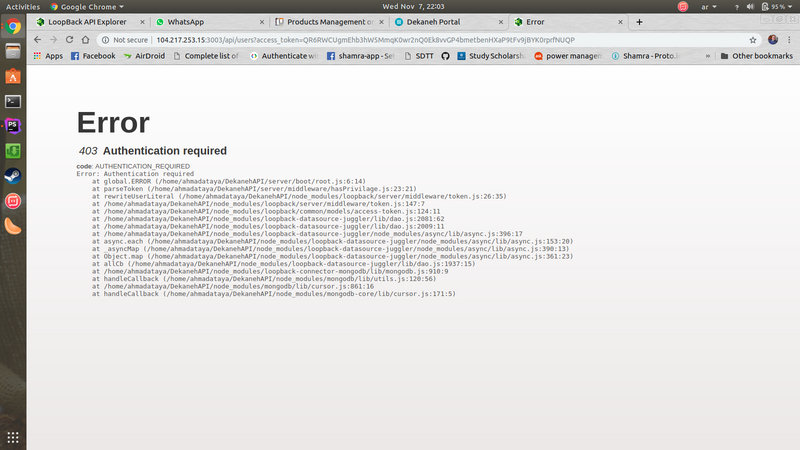 Activities
Google Chrome
Wed Nov 7, 22:03
ar
?
95 %
LoopBack API Explorer
WhatsApp
Products Management on
Dekaneh Portal
Error
Not secure
104.217.253.15:3003/api/users?access_token=
Apps
Facebook
AirDroid
Complete list of
Authenticate wi
shamra-app - Se
SDTT
Study Scholarsh
power managem
Shamra - Proto.i
»
Other bookmarks
Error
403 Authentication required
code: AUTHENTICATION_REQUIRED
Error: Authentication required
at global.ERROR (/home/ahmadataya/DekanehAPI/server/boot/root.js:6:14)
at parseToken (/home/ahmadataya/DekanehAPI/server/middleware/hasPrivilage.js:23:21)
at rewriteUserLiteral (/home/ahmadataya/DekanehAPI/node_modules/loopback/server/middleware/token.js:26:35)
at /home/ahmadataya/DekanehAPI/node_modules/loopback/server/middleware/token.js:147:7
at /home/ahmadataya/DekanehAPI/node_modules/loopback/common/models/access-token.js:124:11
at /home/ahmadataya/DekanehAPI/node_modules/loopback-datasource-juggler/lib/dao.js:2081:62
at /home/ahmadataya/DekanehAPI/node_modules/loopback-datasource-juggler/lib/dao.js:2009:11
at /home/ahmadataya/DekanehAPI/node_modules/loopback-datasource-juggler/node_modules/async/lib/async.js:396:17
at async.each (/home/ahmadataya/DekanehAPI/node_modules/loopback-datasource-juggler/node_modules/async/lib/async.js:153:20)
at _asyncMap (/home/ahmadataya/DekanehAPI/node_modules/loopback-datasource-juggler/node_modules/async/lib/async.js:390:13)
at Object.map (/home/ahmadataya/DekanehAPI/node_modules/loopback-datasource-juggler/node_modules/async/lib/async.js:361:23)
at allCb (/home/ahmadataya/DekanehAPI/node_modules/loopback-datasource-juggler/lib/dao.js:1937:15)
at /home/ahmadataya/DekanehAPI/node_modules/loopback-connector-mongodb/lib/mongodb.js:910:9
at handleCallback (/home/ahmadataya/DekanehAPI/node_modules/mongodb/lib/utils.js:120:56)
at /home/ahmadataya/DekanehAPI/node_modules/mongodb/lib/cursor.js:861:16
at handleCallback (/home/ahmadataya/DekanehAPI/node_modules/mongodb-core/lib/cursor.js:171:5)